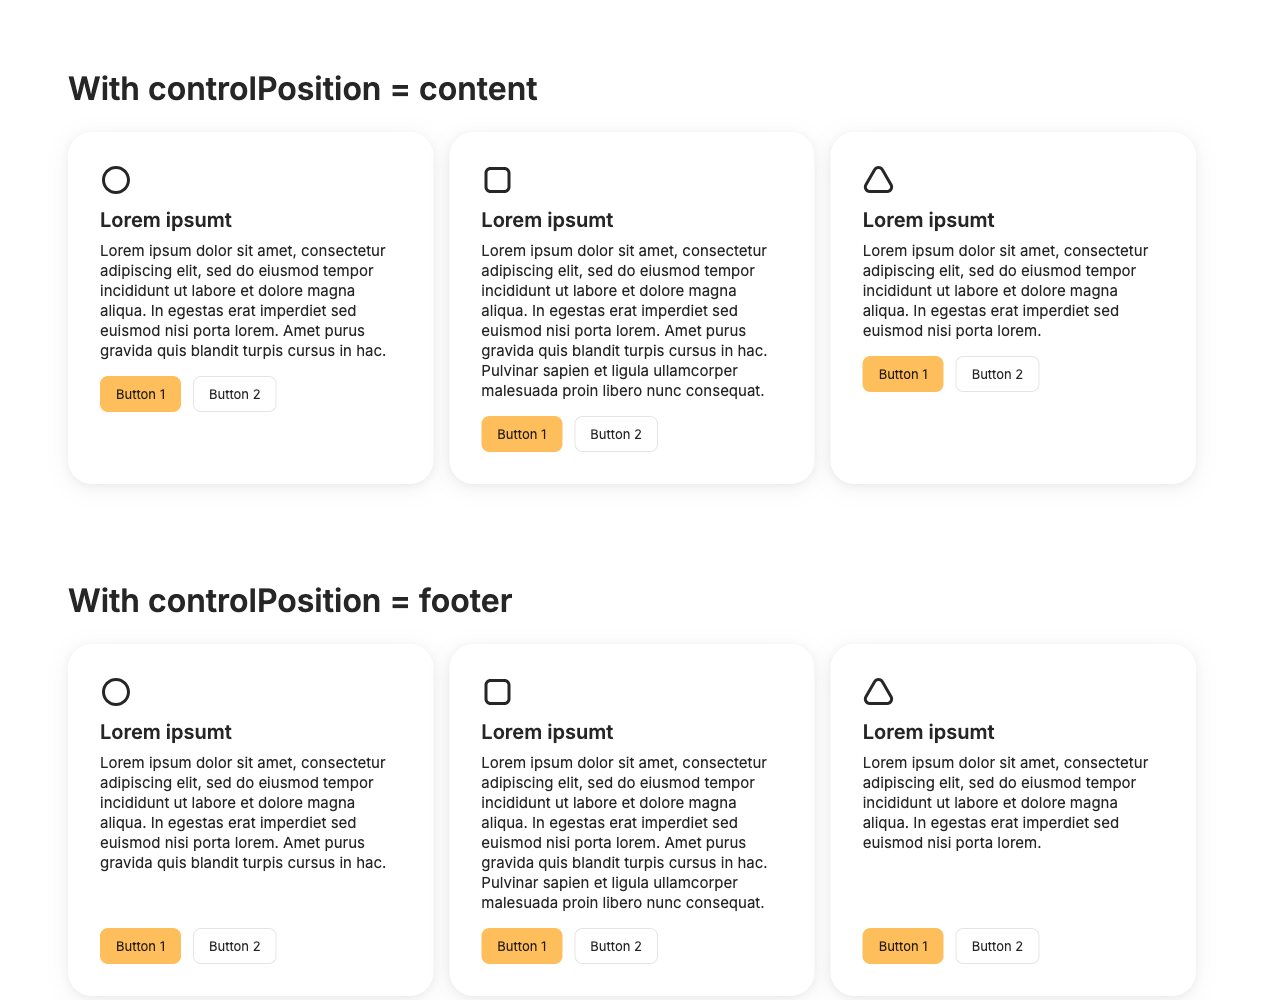 With controlPosition = content
Lorem ipsumt
Lorem ipsum dolor sit amet, consectetur
adipiscing elit, sed do eiusmod tempor
incididunt ut labore et dolore magna
aliqua. In egestas erat imperdiet sed
euismod nisi porta lorem. Amet purus
gravida quis blandit turpis cursus in hac.
Button 1
Button 2
Lorem ipsumt
Lorem ipsum dolor sit amet, consectetur
adipiscing elit, sed do eiusmod tempor
incididunt ut labore et dolore magna
aliqua. In egestas erat imperdiet sed
euismod nisi porta lorem. Amet purus
gravida quis blandit turpis cursus in hac.
Pulvinar sapien et ligula ullamcorper
malesuada proin libero nunc consequat.
Button 1
Button 2
Lorem ipsumt
Lorem ipsum dolor sit amet, consectetur
adipiscing elit, sed do eiusmod tempor
incididunt ut labore et dolore magna
aliqua. In egestas erat imperdiet sed
euismod nisi porta lorem.
Button 1
Button 2
With controlPosition = footer
Lorem ipsumt
Lorem ipsum dolor sit amet, consectetur
adipiscing elit, sed do eiusmod tempor
incididunt ut labore et dolore magna
aliqua. In egestas erat imperdiet sed
euismod nisi porta lorem. Amet purus
gravida quis blandit turpis cursus in hac.
Button 1
Button 2
Lorem ipsumt
Lorem ipsum dolor sit amet, consectetur
adipiscing elit, sed do eiusmod tempor
incididunt ut labore et dolore magna
aliqua. In egestas erat imperdiet sed
euismod nisi porta lorem. Amet purus
gravida quis blandit turpis cursus in hac.
Pulvinar sapien et ligula ullamcorper
malesuada proin libero nunc consequat.
Button 1
Button 2
Lorem ipsumt
Lorem ipsum dolor sit amet, consectetur
adipiscing elit, sed do eiusmod tempor
incididunt ut labore et dolore magna
aliqua. In egestas erat imperdiet sed
euismod nisi porta lorem.
Button 1
Button 2